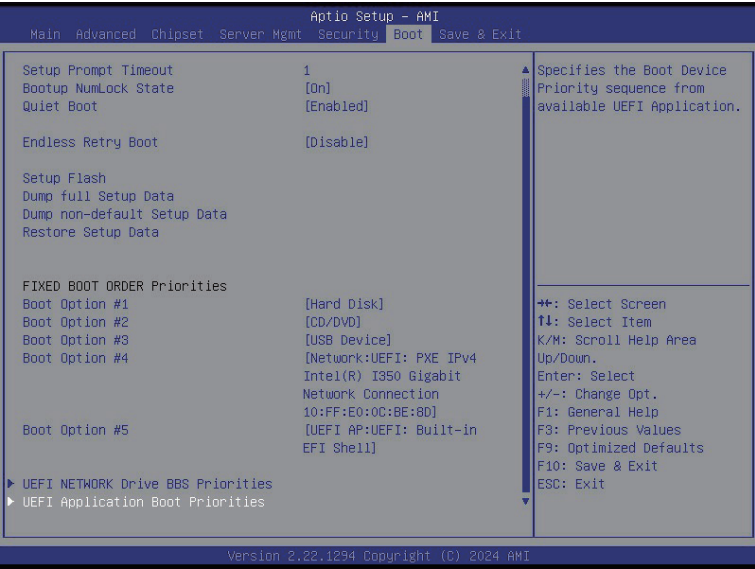 Aptio Setup - AMI
Main Advanced Chipset Server Mgmt Security Boot Save & Exit
Setup Prompt Timeout 1
Bootup NumLock State [On]
Quiet Boot [Enabled]
Endless Retry Boot [Disable]
Setup Flash
Dump full Setup Data
Dump non-default Setup Data
Restore Setup Data
FIXED BOOT ORDER Priorities
Boot Option #1 [Hard Disk]
Boot Option #2 [CD/DVD]
Boot Option #3 [USB Device]
Boot Option #4 [Network:UEFI: PXE IPv4
Intel(R) I350 Gigabit
Network Connection
10:FF:E0:0C:BE:8D]
Boot Option #5 [UEFI AP:UEFI: Built-in
EFI Shell]
UEFI NETWORK Drive BBS Priorities
UEFI Application Boot Priorities
Specifies the Boot Device
Priority sequence from
available UEFI Application.
→←: Select Screen
↑↓: Select Item
K/M: Scroll Help Area
Up/Down.
Enter: Select
+/-: Change Opt.
F1: General Help
F3: Previous Values
F9: Optimized Defaults
F10: Save & Exit
ESC: Exit
Version 2.22.1294 Copyright (C) 2024 AMI